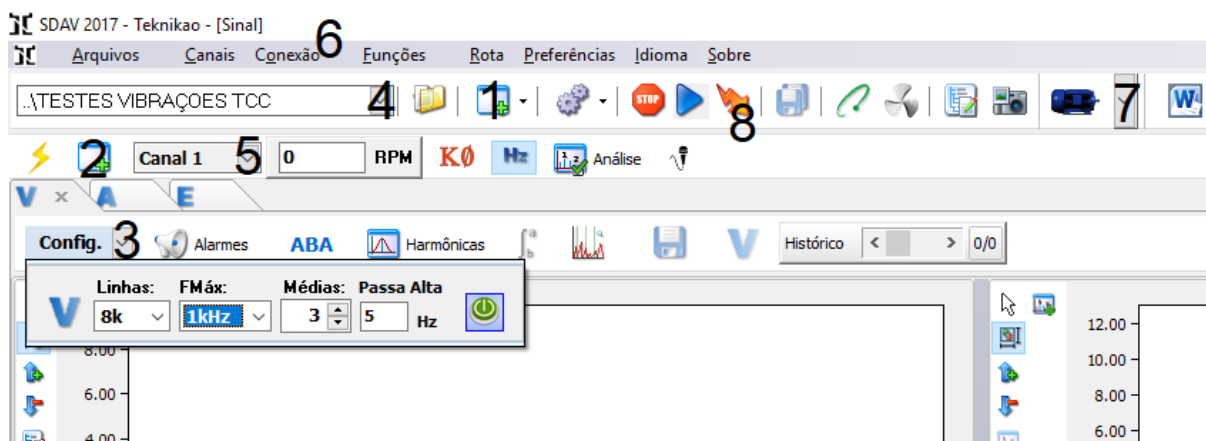 SDAV 2017 - Teknikao - [Sinal]
6
Arquivos Canais Conexão Funções Rota Preferências Idioma Sobre
..\TESTES VIBRAÇOES TCC 4 1 STOP 8 7 W
2 Canal 1 5 0 RPM KØ Hz Análise
V × A E
Config. 3 Alarmes ABA Harmônicas V Histórico < > 0/0
Linhas: FMáx: Médias: Passa Alta
V 8k 1kHz 3 5 Hz
8.00
6.00
4.00
12.00
10.00
8.00
6.00